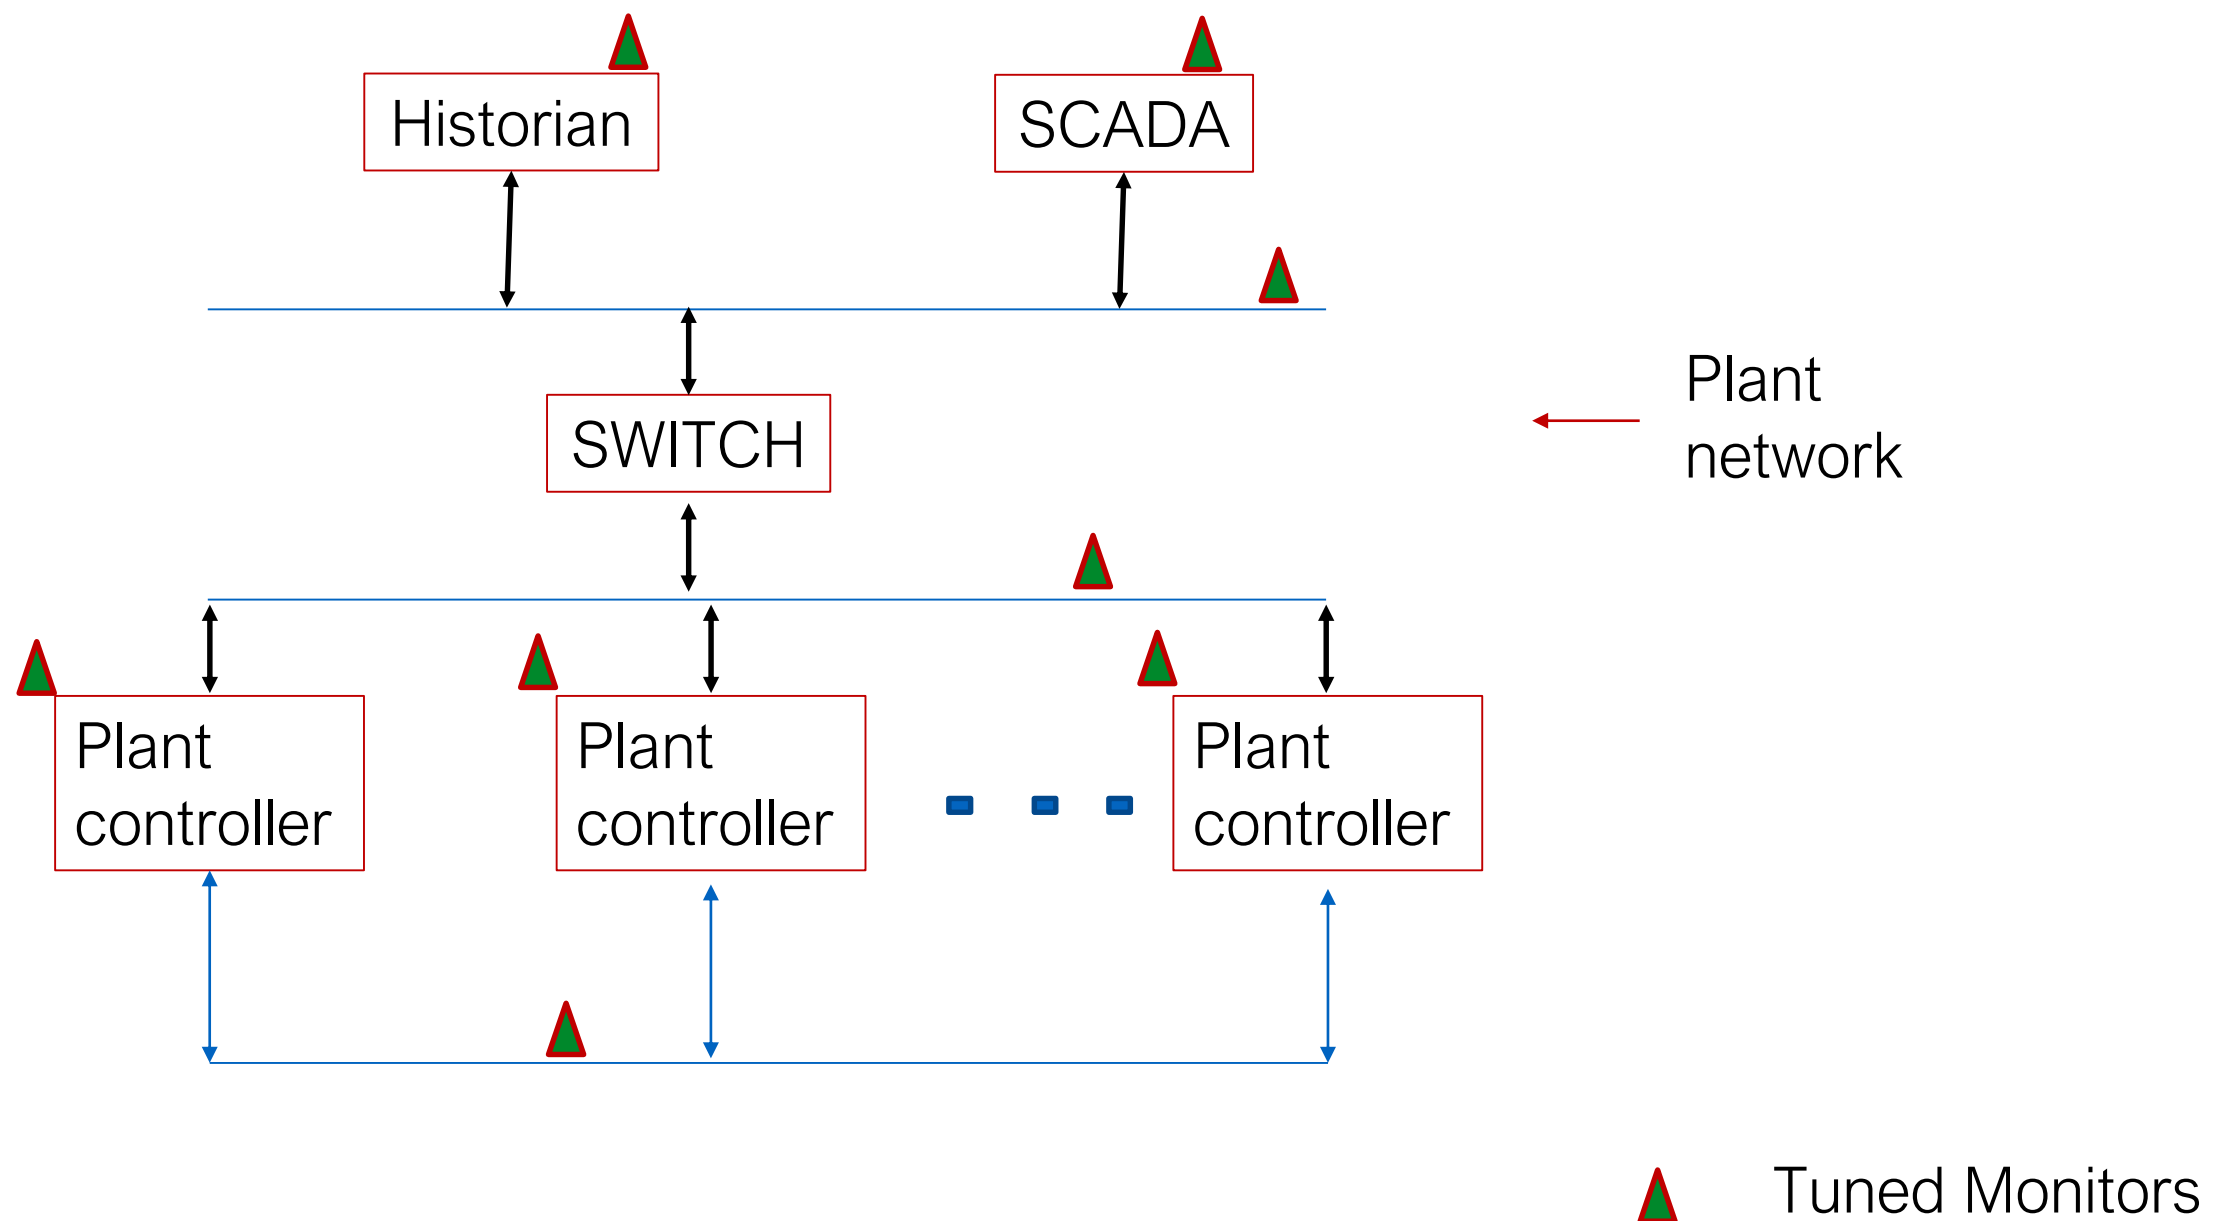 Historian
SCADA
Plant
network
SWITCH
Plant
controller
Plant
controller
Plant
controller
Tuned Monitors